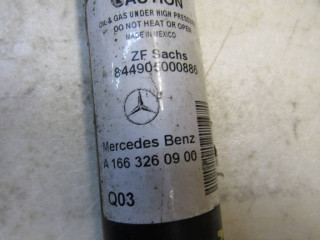 CAUTION
OIL & GAS UNDER HIGH PRESSURE
DO NOT HEAT OR OPEN
MADE IN MEXICO
ZF Sachs
844905000886
Mercedes Benz
A 166 326 09 00
Q03